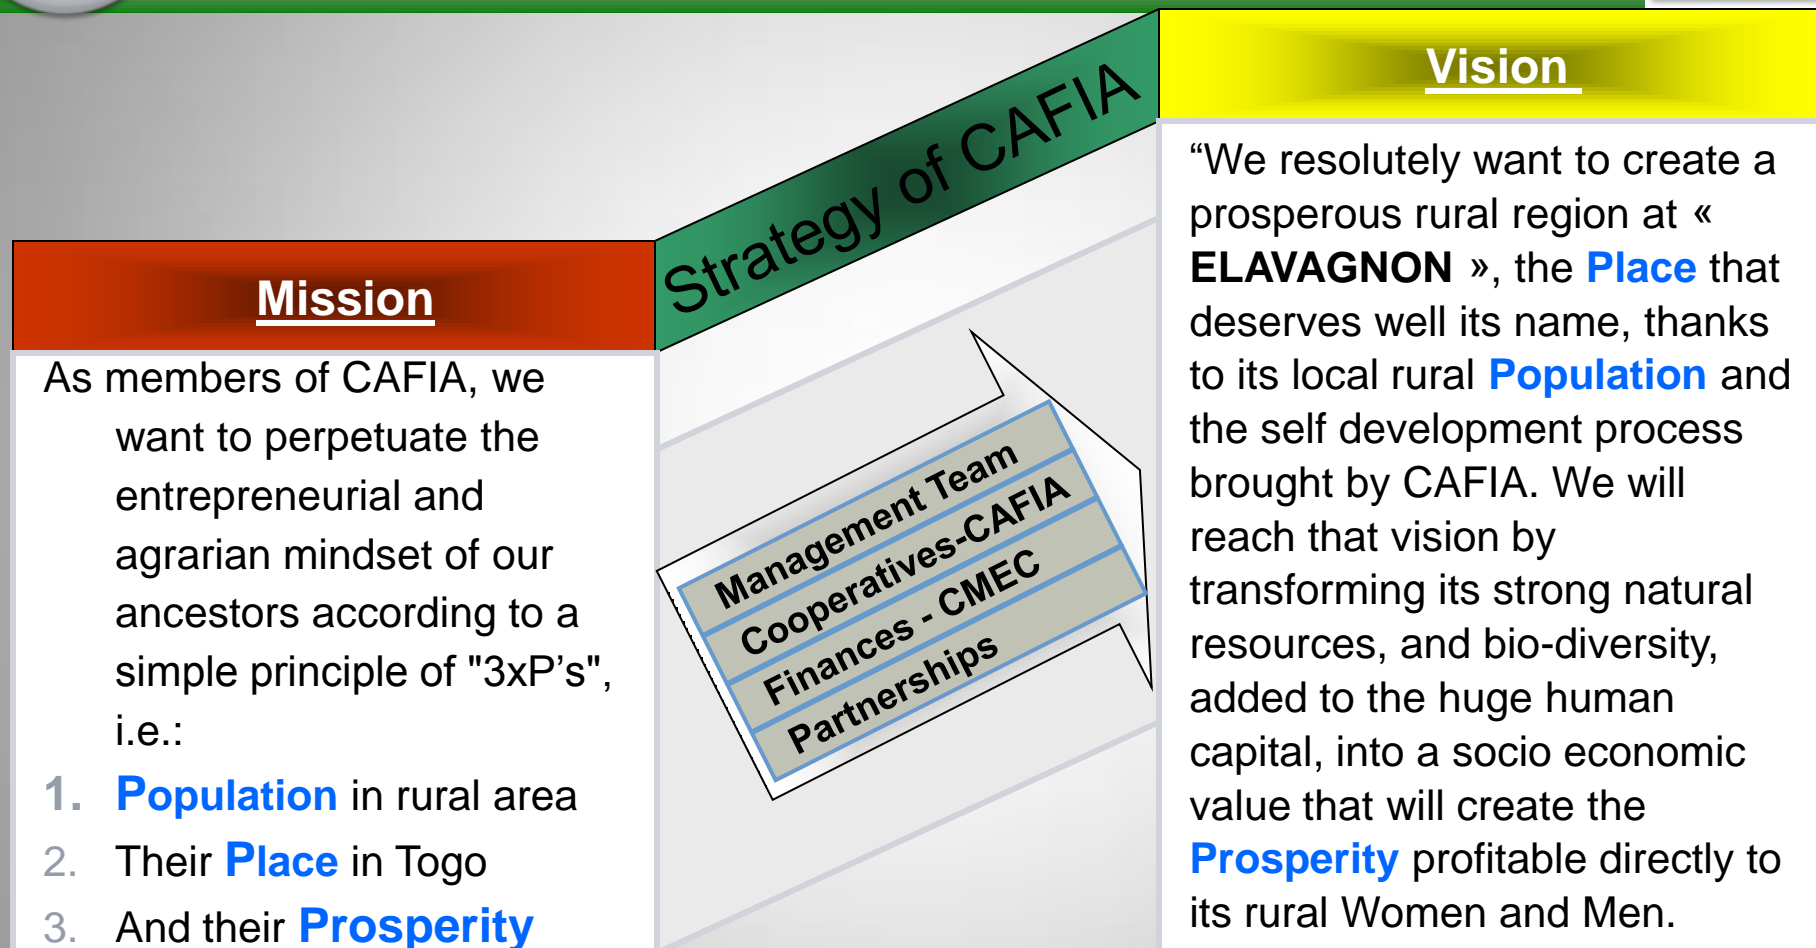 Mission
As members of CAFIA, we
want to perpetuate the
entrepreneurial and
agrarian mindset of our
ancestors according to a
simple principle of "3xP’s",
i.e.:
1. Population in rural area
2. Their Place in Togo
3. And their Prosperity
Strategy of CAFIA
Management Team
Cooperatives-CAFIA
Finances - CMEC
Partnerships
Vision
“We resolutely want to create a
prosperous rural region at «
ELAVAGNON », the Place that
deserves well its name, thanks
to its local rural Population and
the self development process
brought by CAFIA. We will
reach that vision by
transforming its strong natural
resources, and bio-diversity,
added to the huge human
capital, into a socio economic
value that will create the
Prosperity profitable directly to
its rural Women and Men.